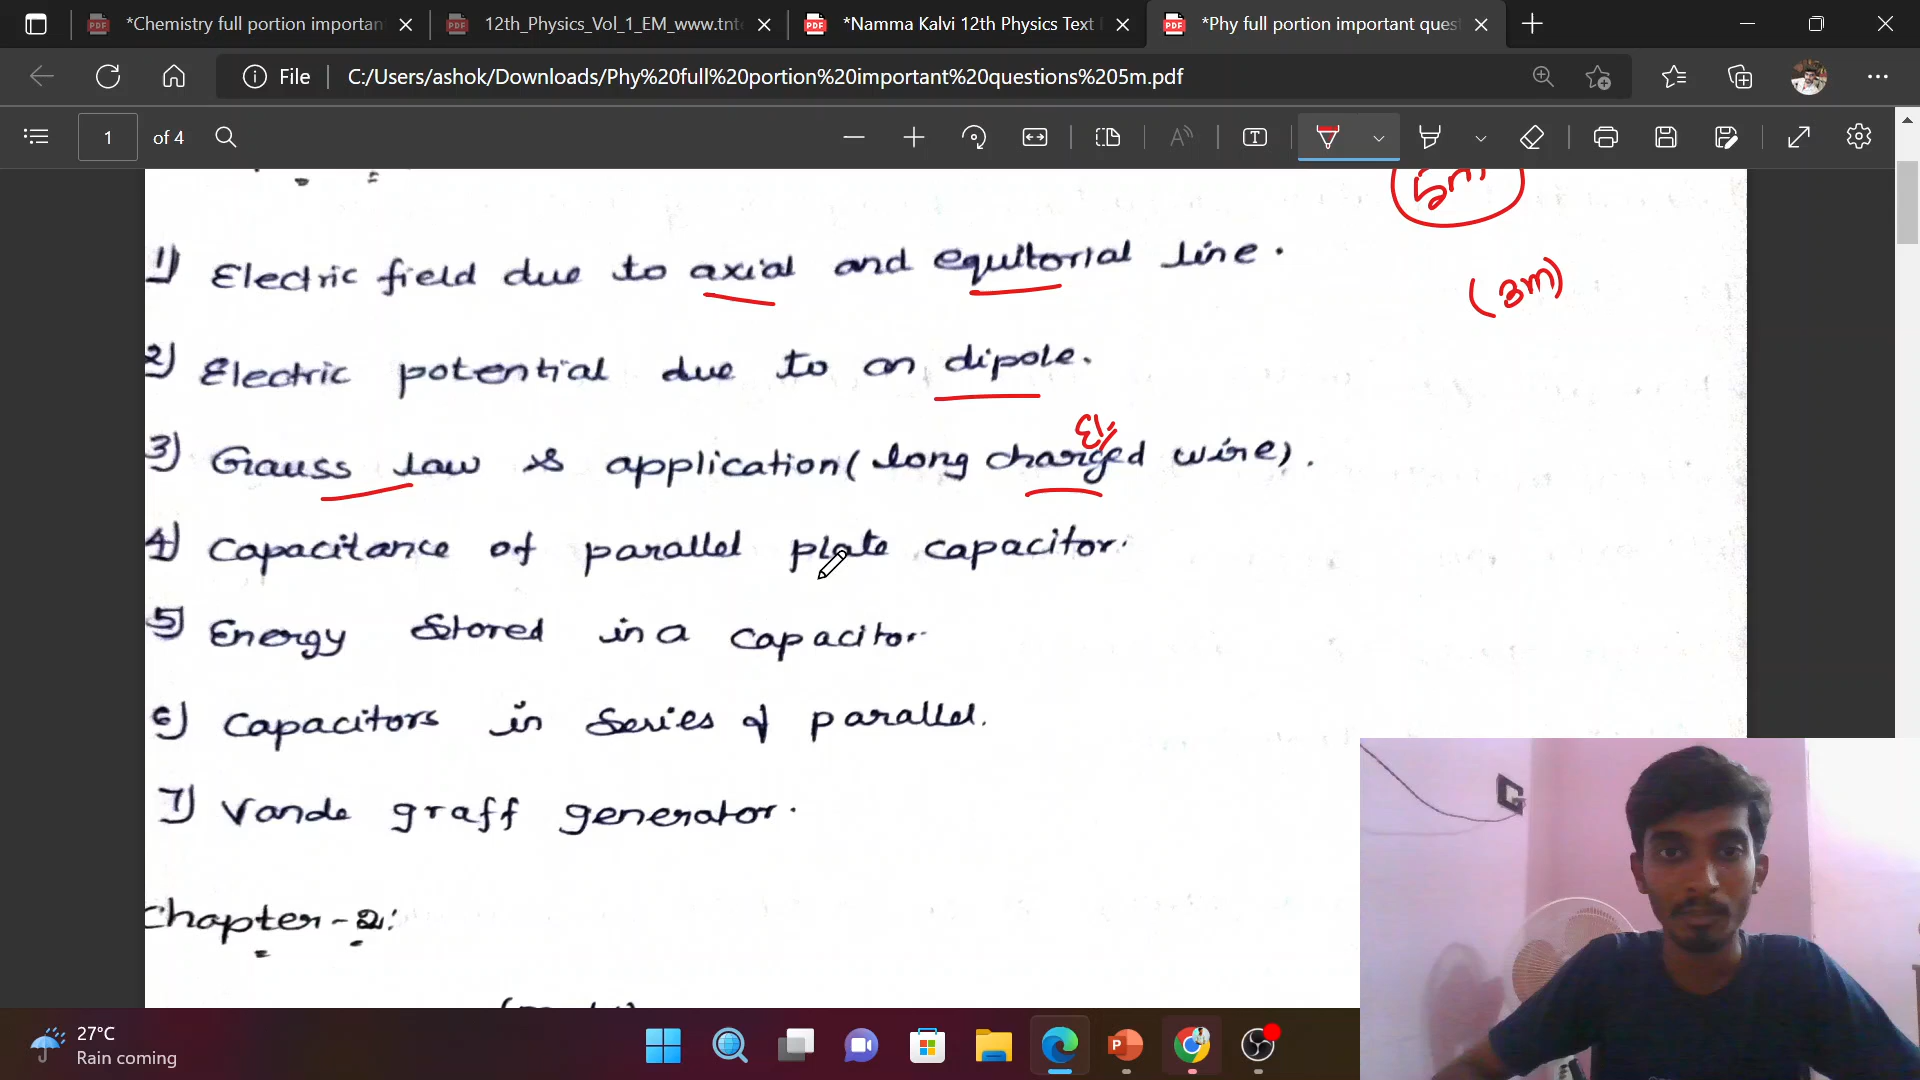 *Chemistry full portion importan
12th_Physics_Vol_1_EM_www.tnt
*Namma Kalvi 12th Physics Text
*Phy full portion important ques
File
C:/Users/ashok/Downloads/Phy%20full%20portion%20important%20questions%205m.pdf
1 of 4
5m
1) Electric field due to axial and equitorial line.
(3m)
2) Electric potential due to an dipole.
3) Gauss law & application (long charged wire).
4) Capacitance of parallel plate capacitor.
5) Energy stored in a capacitor.
6) Capacitors in series & parallel.
7) Vande graff generator.
Chapter-2:
G
27°C
Rain coming